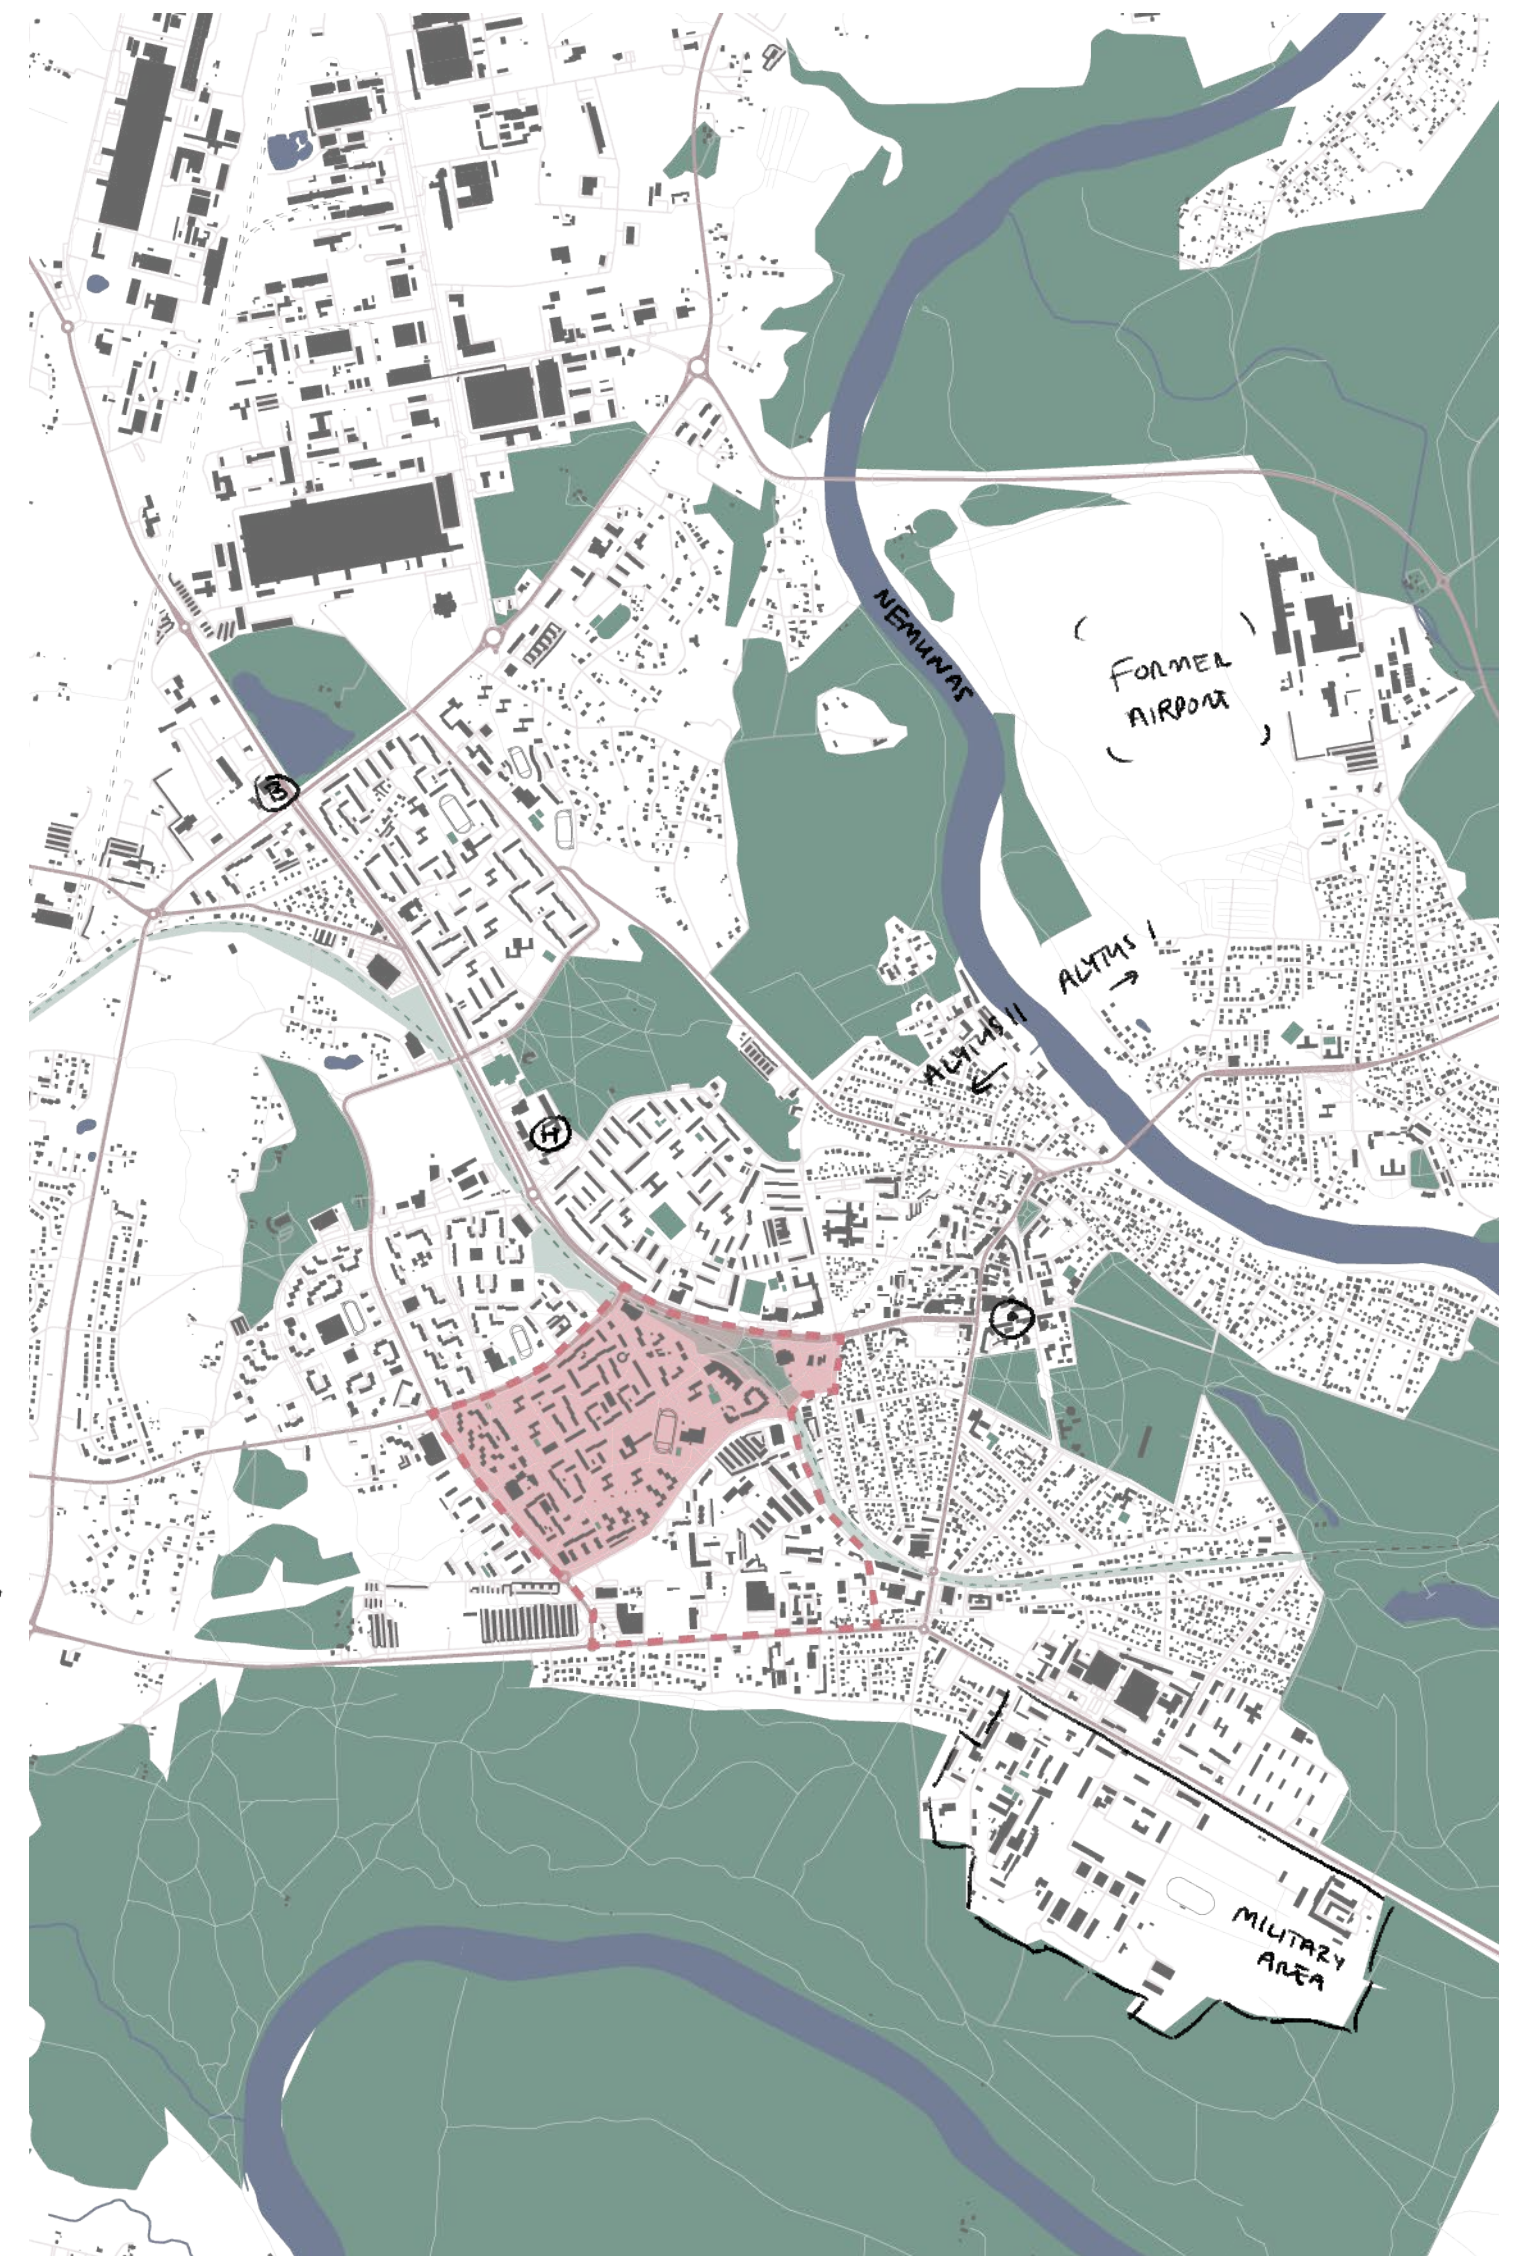 NEMUNAS
FORMER
AIRPORT
B
ALYTUS I
ALYTUS II
H
MILITARY
AREA